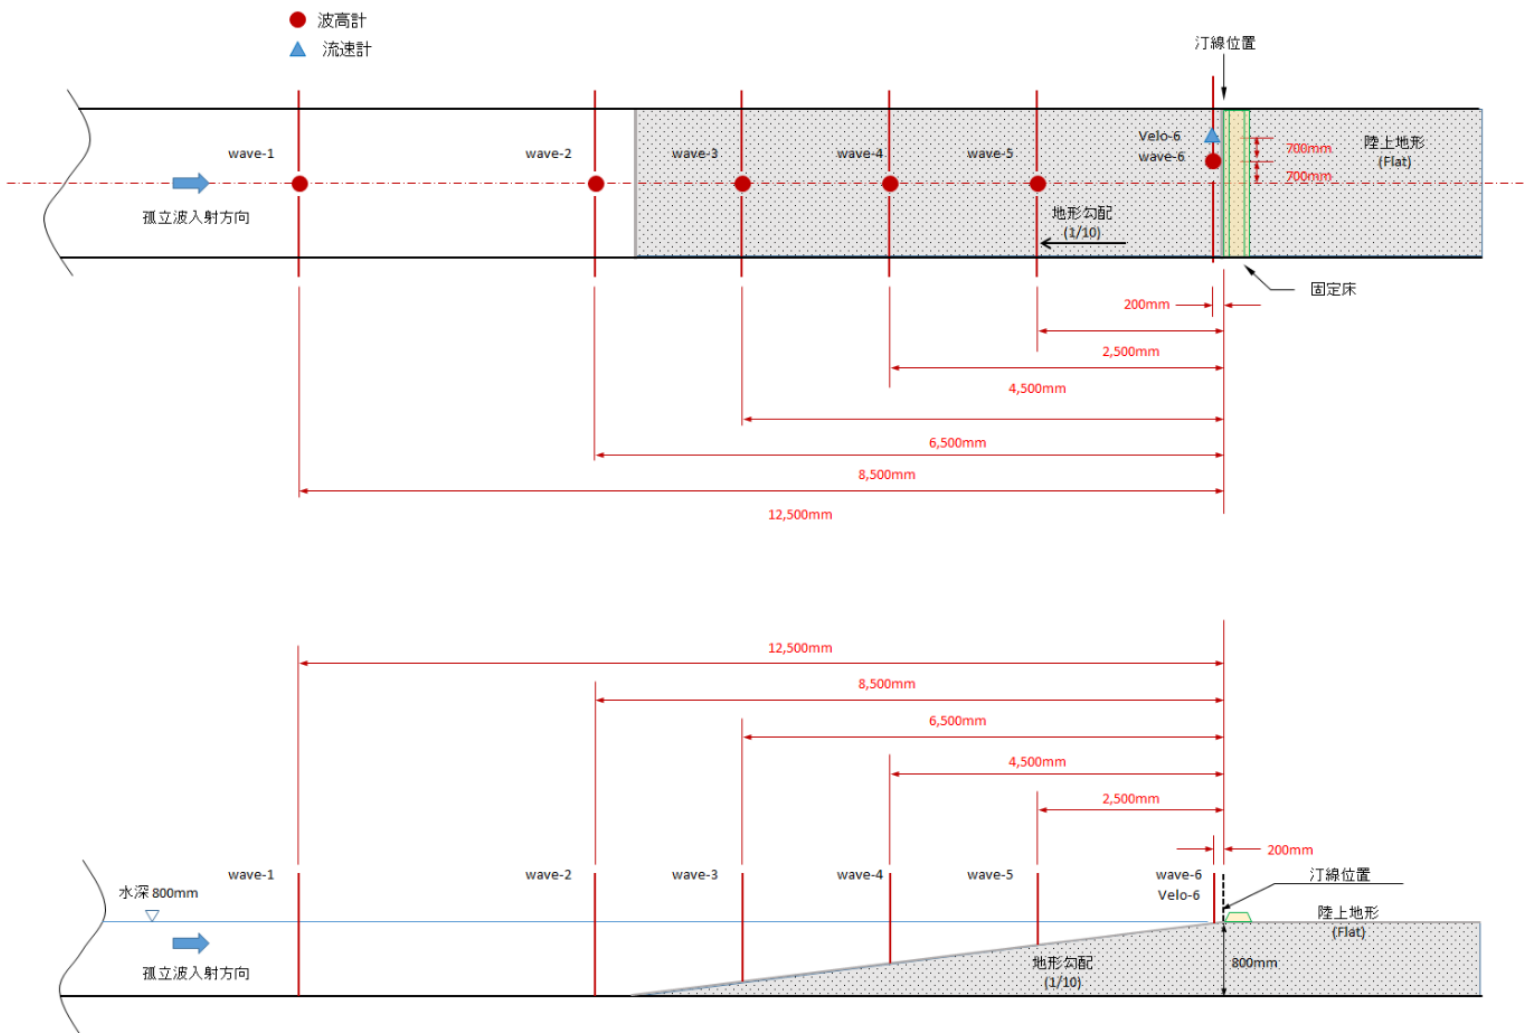 波高計
流速計
汀線位置
wave-1
wave-2
wave-3
wave-4
wave-5
Velo-6
wave-6
700mm
700mm
陸上地形
(Flat)
孤立波入射方向
地形勾配
(1/10)
固定床
200mm
2,500mm
4,500mm
6,500mm
8,500mm
12,500mm
12,500mm
8,500mm
6,500mm
4,500mm
2,500mm
200mm
wave-1
wave-2
wave-3
wave-4
wave-5
wave-6
Velo-6
汀線位置
水深 800mm
陸上地形
(Flat)
孤立波入射方向
地形勾配
(1/10)
800mm